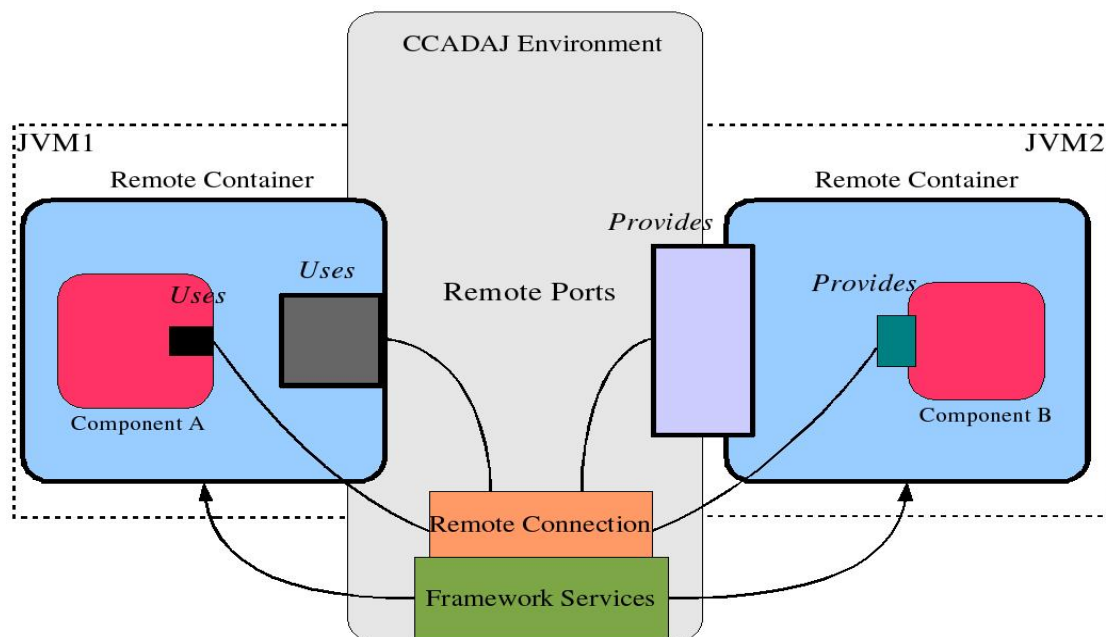 CCADAJ Environment
JVM1
JVM2
Remote Container
Remote Container
Provides
Uses
Uses
Remote Ports
Provides
Component A
Component B
Remote Connection
Framework Services